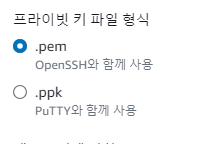 프라이빗 키 파일 형식
.pem
OpenSSH와 함께 사용
.ppk
PuTTY와 함께 사용